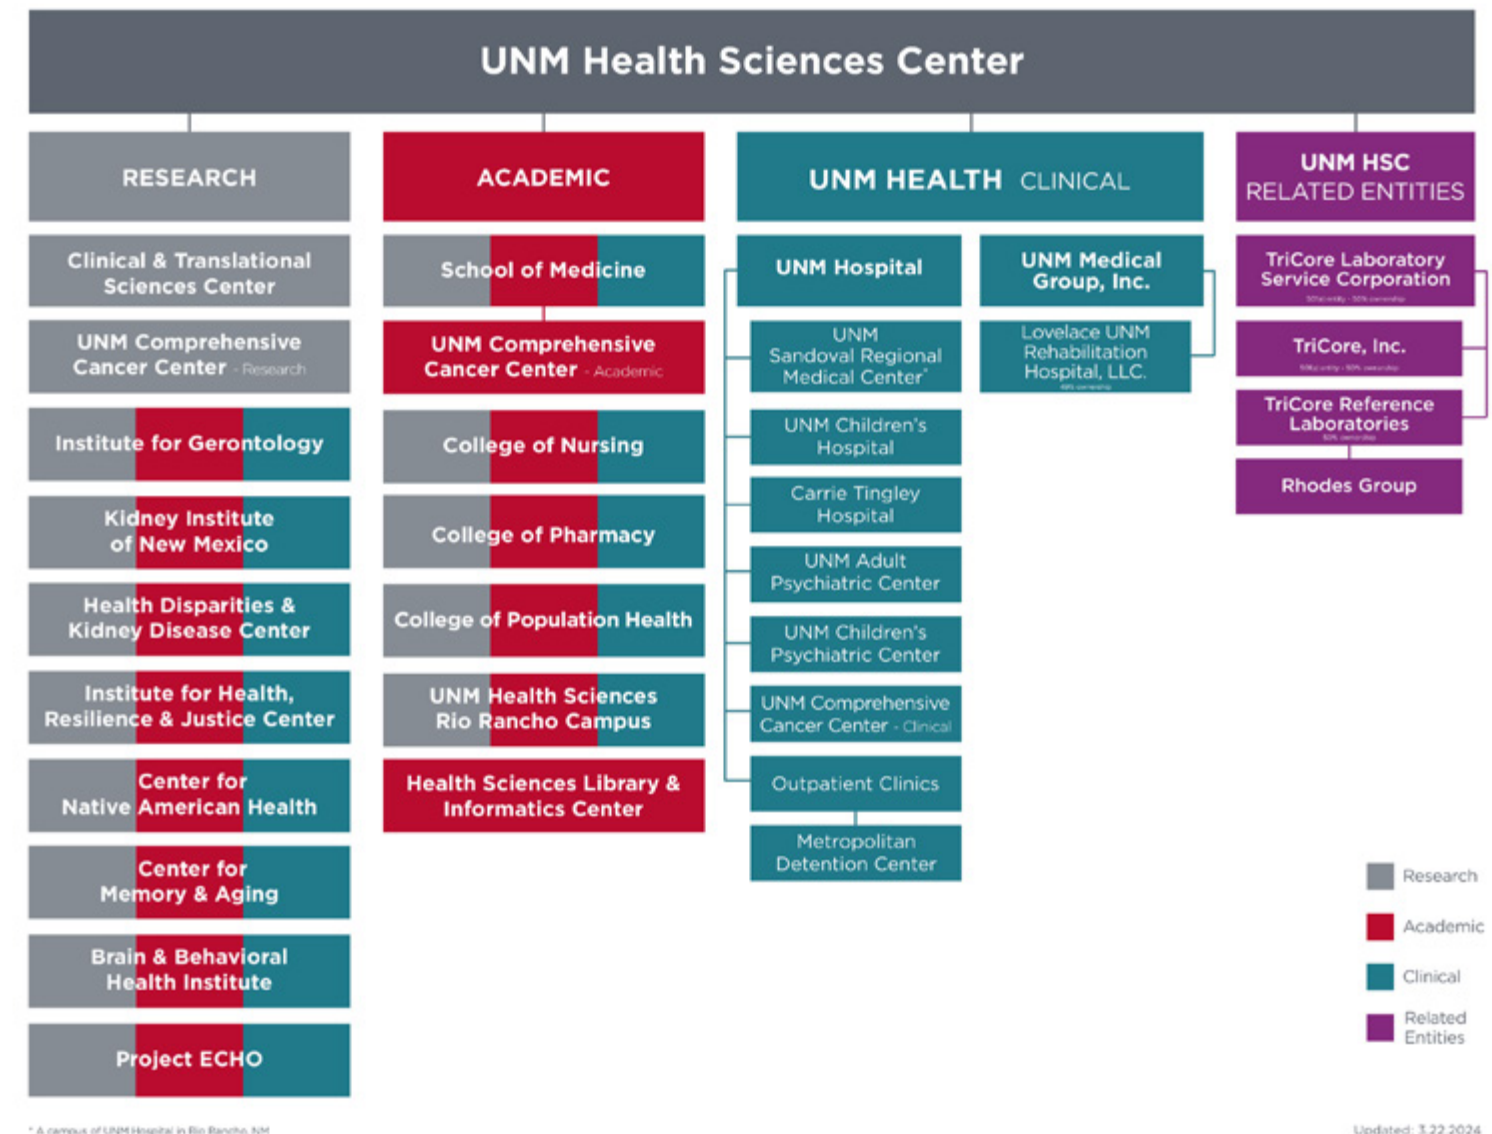 UNM Health Sciences Center
RESEARCH
Clinical & Translational
Sciences Center
UNM Comprehensive
Cancer Center - Research
Institute for Gerontology
Kidney Institute
of New Mexico
Health Disparities &
Kidney Disease Center
Institute for Health,
Resilience & Justice Center
Center for
Native American Health
Center for
Memory & Aging
Brain & Behavioral
Health Institute
Project ECHO
ACADEMIC
School of Medicine
UNM Comprehensive
Cancer Center - Academic
College of Nursing
College of Pharmacy
College of Population Health
UNM Health Sciences
Rio Rancho Campus
Health Sciences Library &
Informatics Center
UNM HEALTH CLINICAL
UNM Hospital
UNM
Sandoval Regional
Medical Center*
UNM Children's
Hospital
Carrie Tingley
Hospital
UNM Adult
Psychiatric Center
UNM Children's
Psychiatric Center
UNM Comprehensive
Cancer Center - Clinical
Outpatient Clinics
Metropolitan
Detention Center
UNM Medical
Group, Inc.
Lovelace UNM
Rehabilitation
Hospital, LLC.
ownership
UNM HSC
RELATED ENTITIES
TriCore Laboratory
Service Corporation
50% ownership
TriCore, Inc.
50% ownership
TriCore Reference
Laboratories
50% ownership
Rhodes Group
Research
Academic
Clinical
Related
Entities
* A campus of UNM Hospital in Rio Rancho, NM
Updated: 3.22.2024